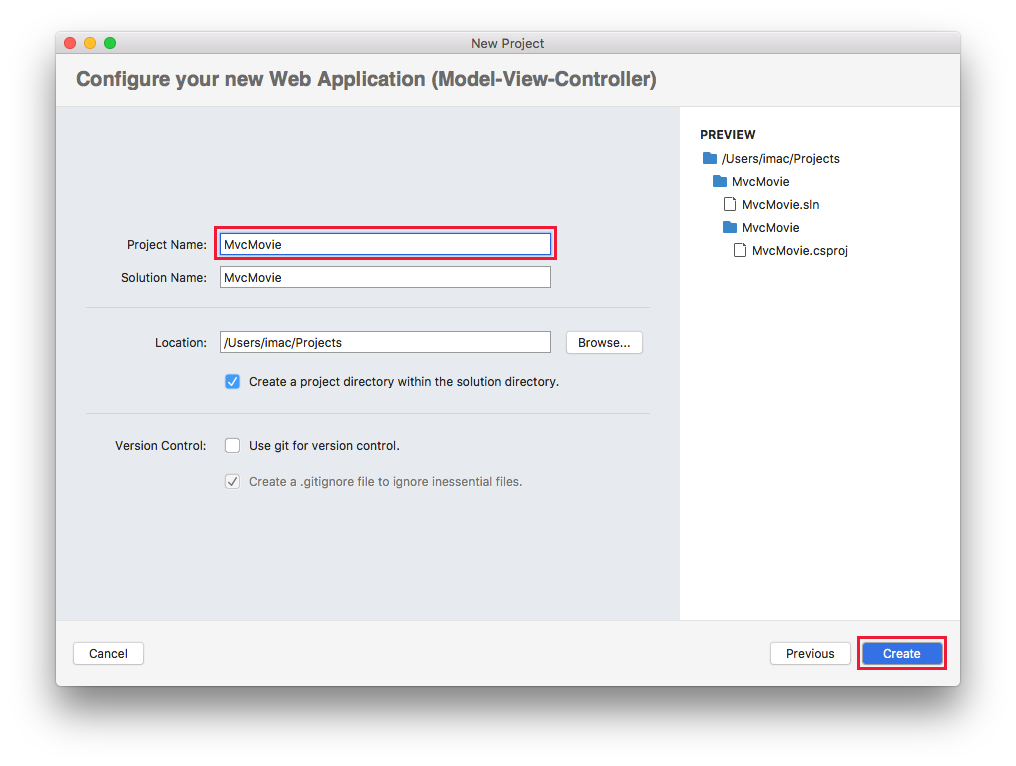 New Project
Configure your new Web Application (Model-View-Controller)
Project Name: MvcMovie
Solution Name: MvcMovie
Location: /Users/imac/Projects Browse...
Create a project directory within the solution directory.
Version Control: Use git for version control.
Create a .gitignore file to ignore inessential files.
PREVIEW
/Users/imac/Projects
MvcMovie
MvcMovie.sln
MvcMovie
MvcMovie.csproj
Cancel Previous Create